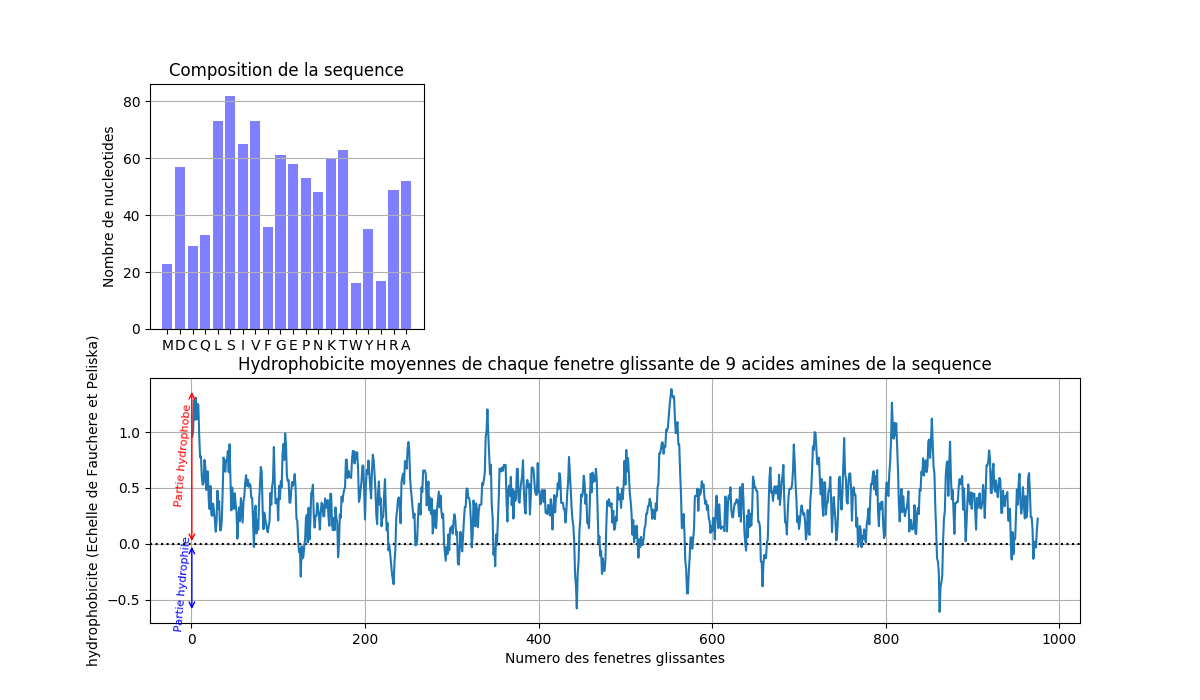 Composition de la sequence
Nombre de nucleotides
80
60
40
20
0
M D C Q L S I V F G E P N K T W Y H R A
Hydrophobicite moyennes de chaque fenetre glissante de 9 acides amines de la sequence
hydrophobicite (Echelle de Fauchere et Peliska)
1.0
0.5
0.0
−0.5
Partie hydrophobe
Partie hydrophile
0 200 400 600 800 1000
Numero des fenetres glissantes